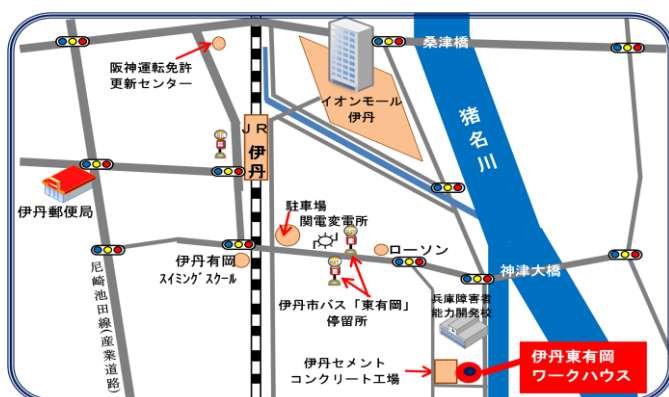 桑津橋
阪神運転免許
更新センター
イオンモール
伊丹
猪名川
JR
伊丹
伊丹郵便局
駐車場
関電変電所
ローソン
伊丹有岡
スイミングスクール
神津大橋
尼崎池田線(産業道路)
伊丹市バス「東有岡」
停留所
兵庫障害者
能力開発校
伊丹セメント
コンクリート工場
伊丹東有岡
ワークハウス